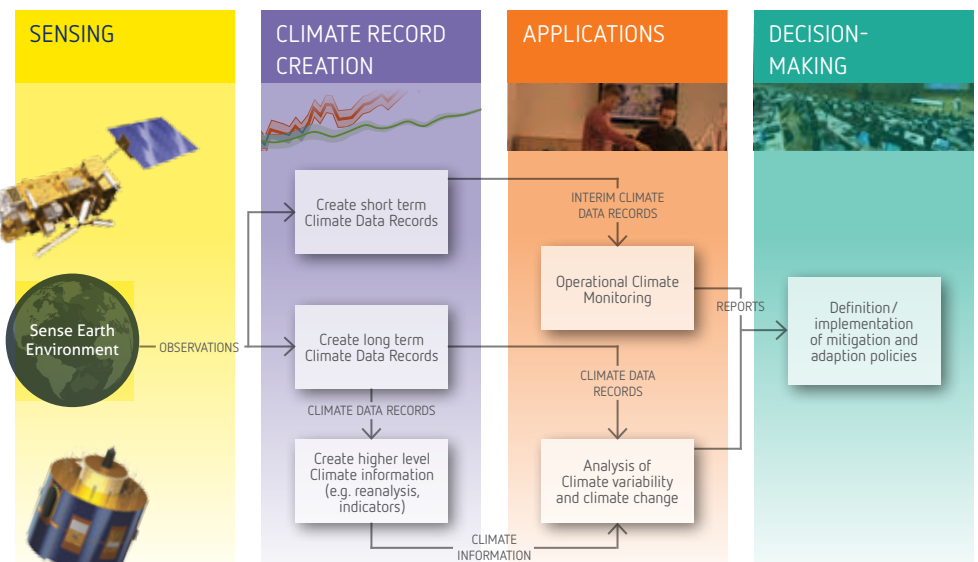 SENSING
CLIMATE RECORD
CREATION
APPLICATIONS
DECISION-
MAKING
Create short term
Climate Data Records
INTERIM CLIMATE
DATA RECORDS
Operational Climate
Monitoring
Sense Earth
Environment
OBSERVATIONS
Create long term
Climate Data Records
REPORTS
Definition/
implementation
of mitigation and
adaption policies
CLIMATE DATA RECORDS
CLIMATE DATA
RECORDS
Create higher level
Climate information
(e.g. reanalysis,
indicators)
Analysis of
Climate variability
and climate change
CLIMATE
INFORMATION